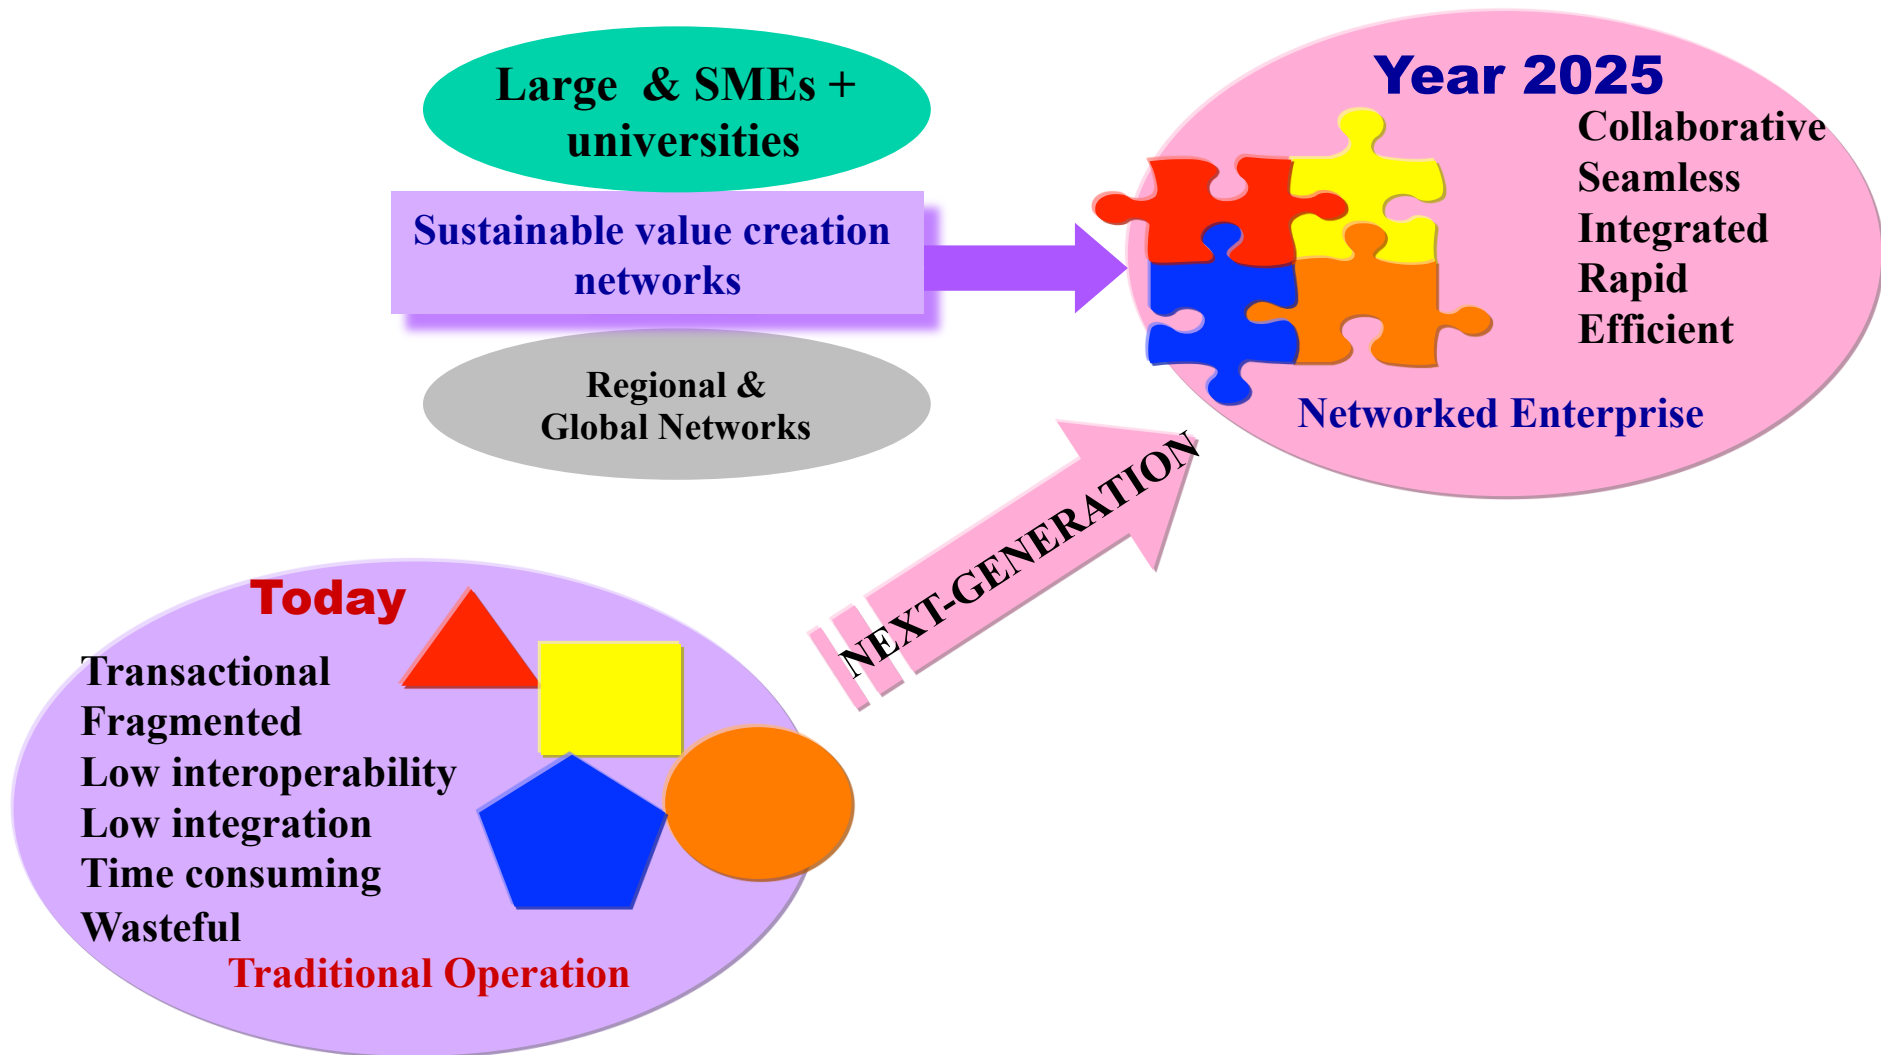 Large & SMEs +
universities
Sustainable value creation
networks
Regional &
Global Networks
Year 2025
Collaborative
Seamless
Integrated
Rapid
Efficient
Networked Enterprise
NEXT-GENERATION
Today
Transactional
Fragmented
Low interoperability
Low integration
Time consuming
Wasteful
Traditional Operation